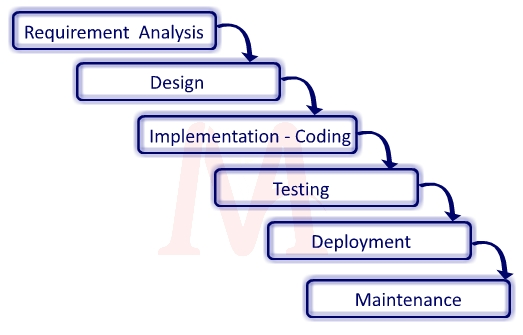 Requirement Analysis
Design
Implementation - Coding
Testing
Deployment
Maintenance
M